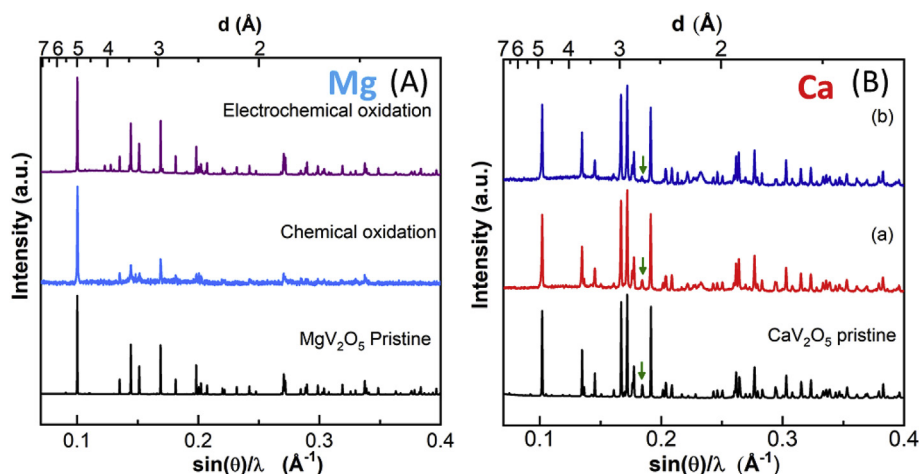 d (Å)
7 6 5 4 3 2
Mg (A)
Electrochemical oxidation
Chemical oxidation
MgV₂O₅ Pristine
Intensity (a.u.)
0.1 0.2 0.3 0.4
sin(θ)/λ (Å⁻¹)
d (Å)
7 6 5 4 3 2
Ca (B)
(b)
(a)
CaV₂O₅ pristine
Intensity (a.u.)
0.1 0.2 0.3 0.4
sin(θ)/λ (Å⁻¹)